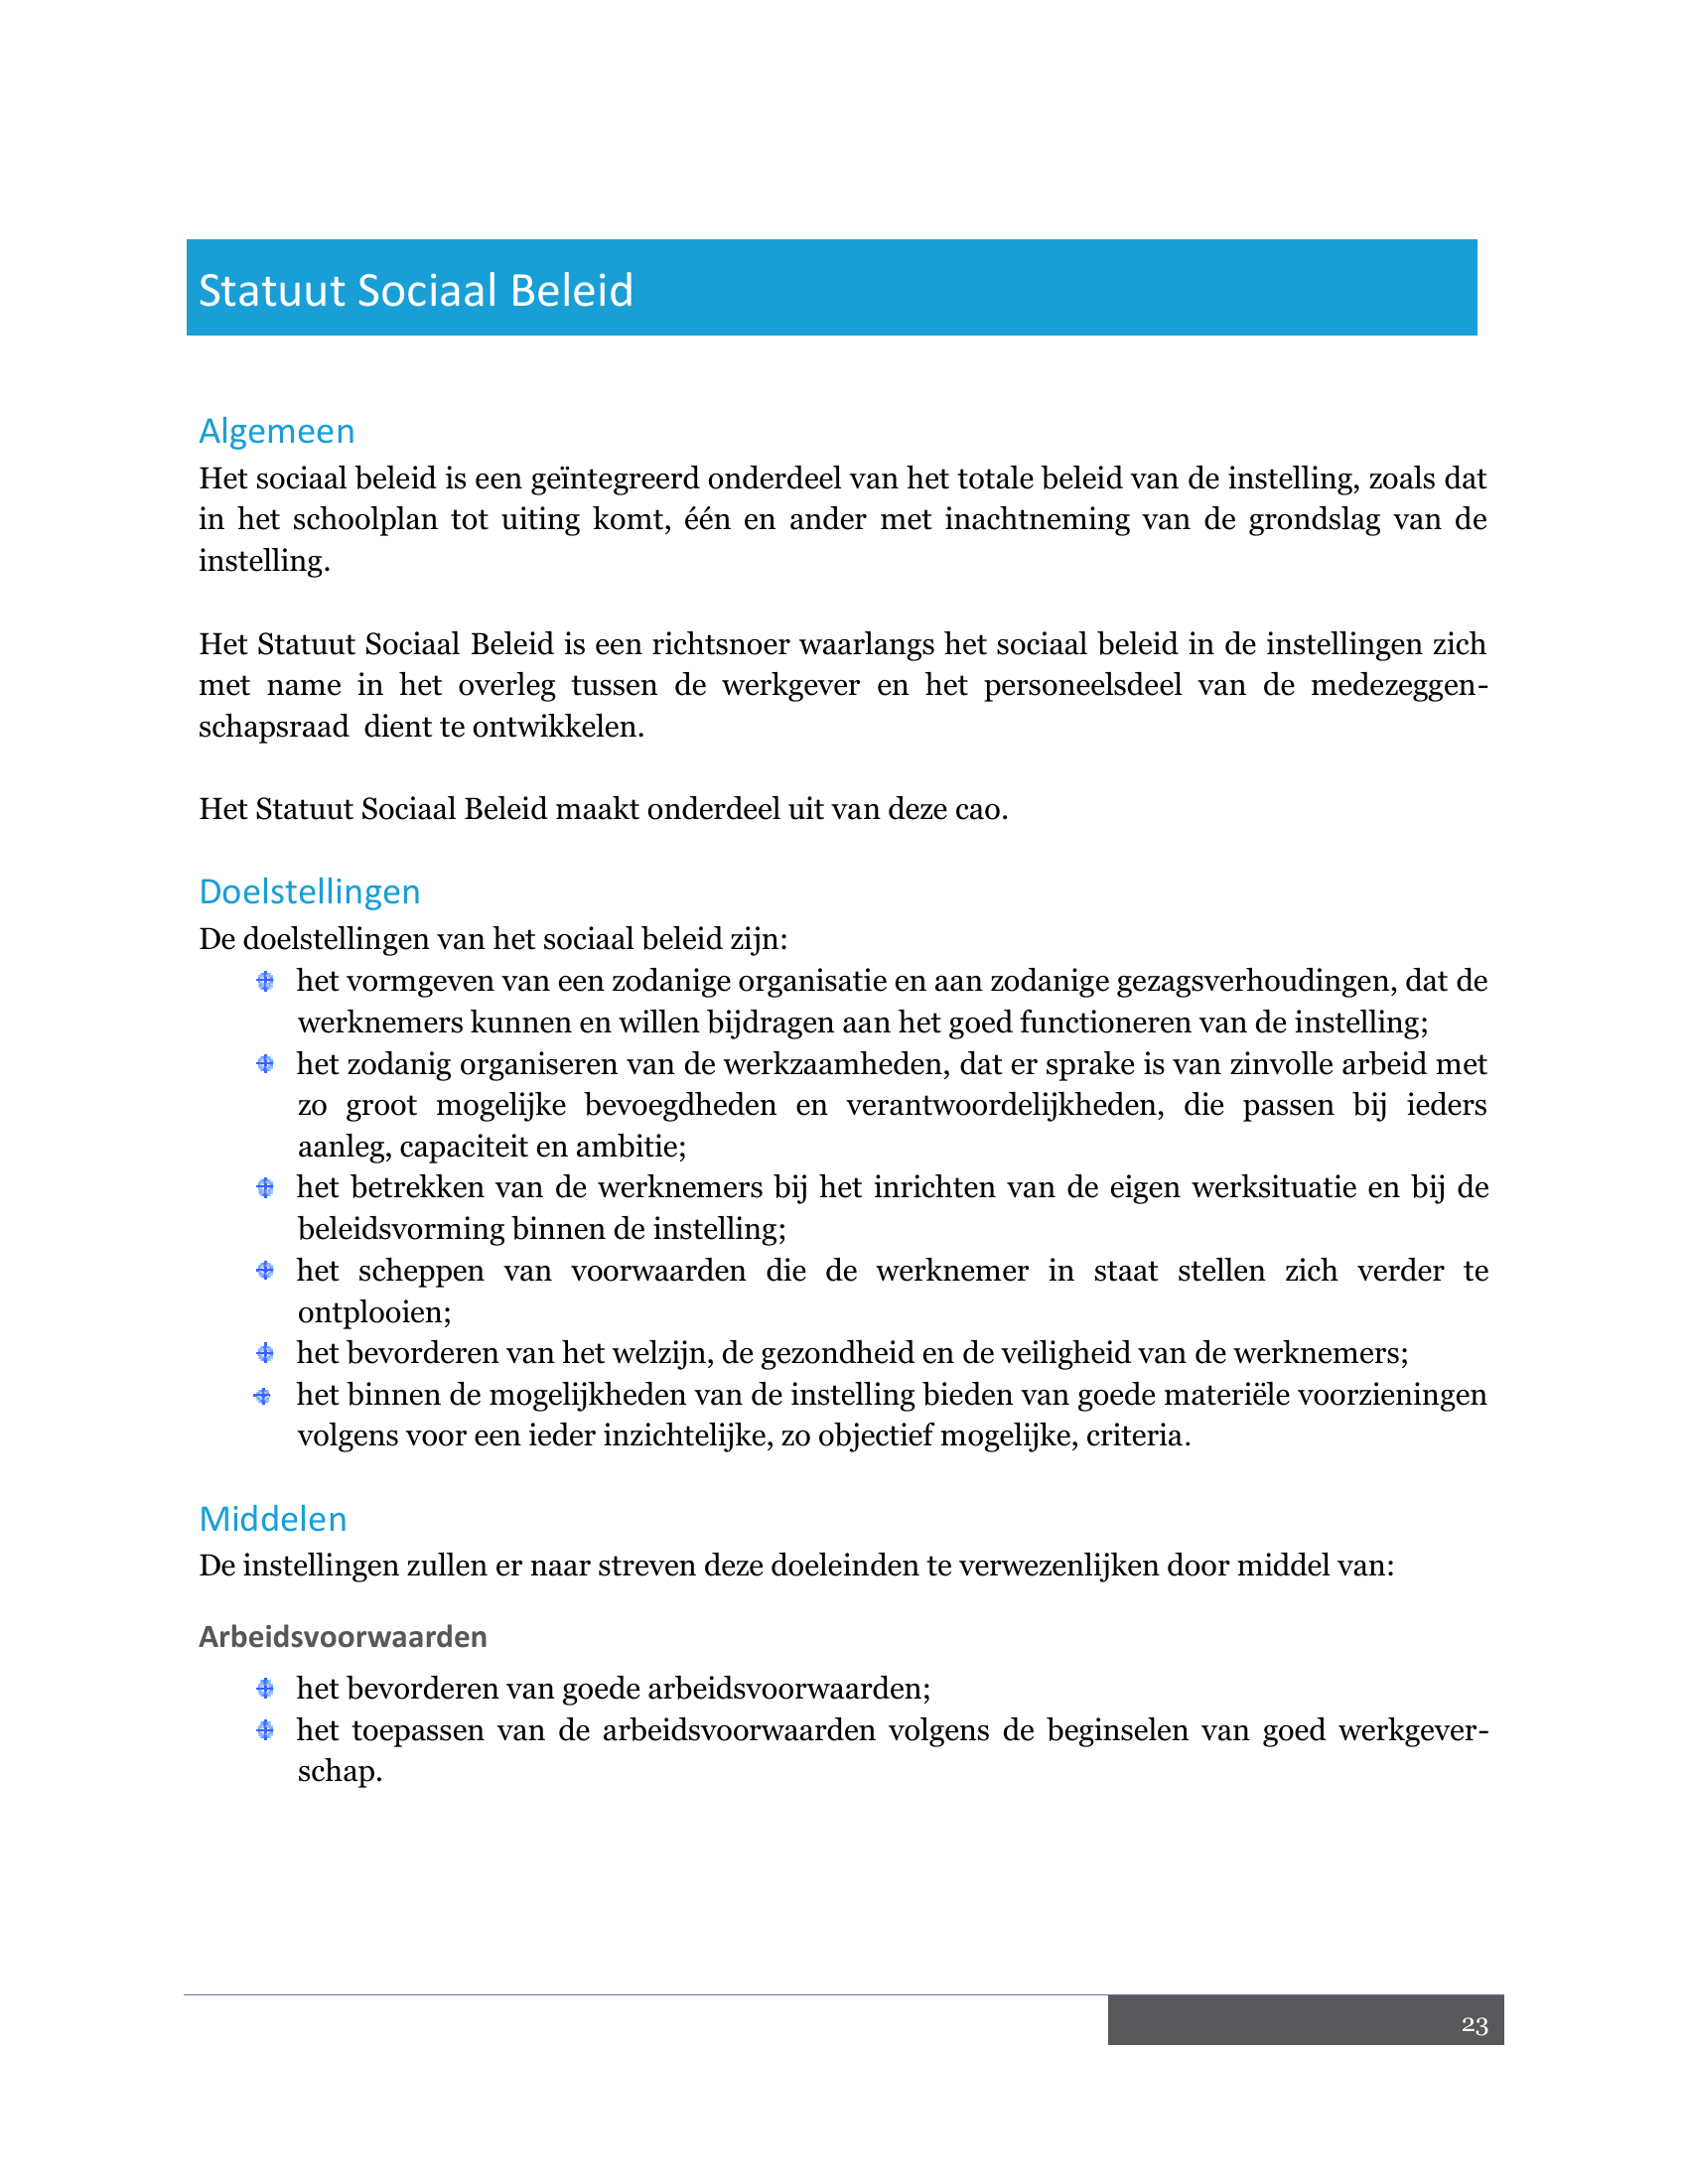 Statuut Sociaal Beleid
Algemeen
Het sociaal beleid is een geïntegreerd onderdeel van het totale beleid van de instelling, zoals dat
in het schoolplan tot uiting komt, één en ander met inachtneming van de grondslag van de
instelling.
Het Statuut Sociaal Beleid is een richtsnoer waarlangs het sociaal beleid in de instellingen zich
met name in het overleg tussen de werkgever en het personeelsdeel van de medezeggen-
schapsraad  dient te ontwikkelen.
Het Statuut Sociaal Beleid maakt onderdeel uit van deze cao.
Doelstellingen
De doelstellingen van het sociaal beleid zijn:
het vormgeven van een zodanige organisatie en aan zodanige gezagsverhoudingen, dat de
werknemers kunnen en willen bijdragen aan het goed functioneren van de instelling;
het zodanig organiseren van de werkzaamheden, dat er sprake is van zinvolle arbeid met
zo groot mogelijke bevoegdheden en verantwoordelijkheden, die passen bij ieders
aanleg, capaciteit en ambitie;
het betrekken van de werknemers bij het inrichten van de eigen werksituatie en bij de
beleidsvorming binnen de instelling;
het scheppen van voorwaarden die de werknemer in staat stellen zich verder te
ontplooien;
het bevorderen van het welzijn, de gezondheid en de veiligheid van de werknemers;
het binnen de mogelijkheden van de instelling bieden van goede materiële voorzieningen
volgens voor een ieder inzichtelijke, zo objectief mogelijke, criteria.
Middelen
De instellingen zullen er naar streven deze doeleinden te verwezenlijken door middel van:
Arbeidsvoorwaarden
het bevorderen van goede arbeidsvoorwaarden;
het toepassen van de arbeidsvoorwaarden volgens de beginselen van goed werkgever-
schap.
23